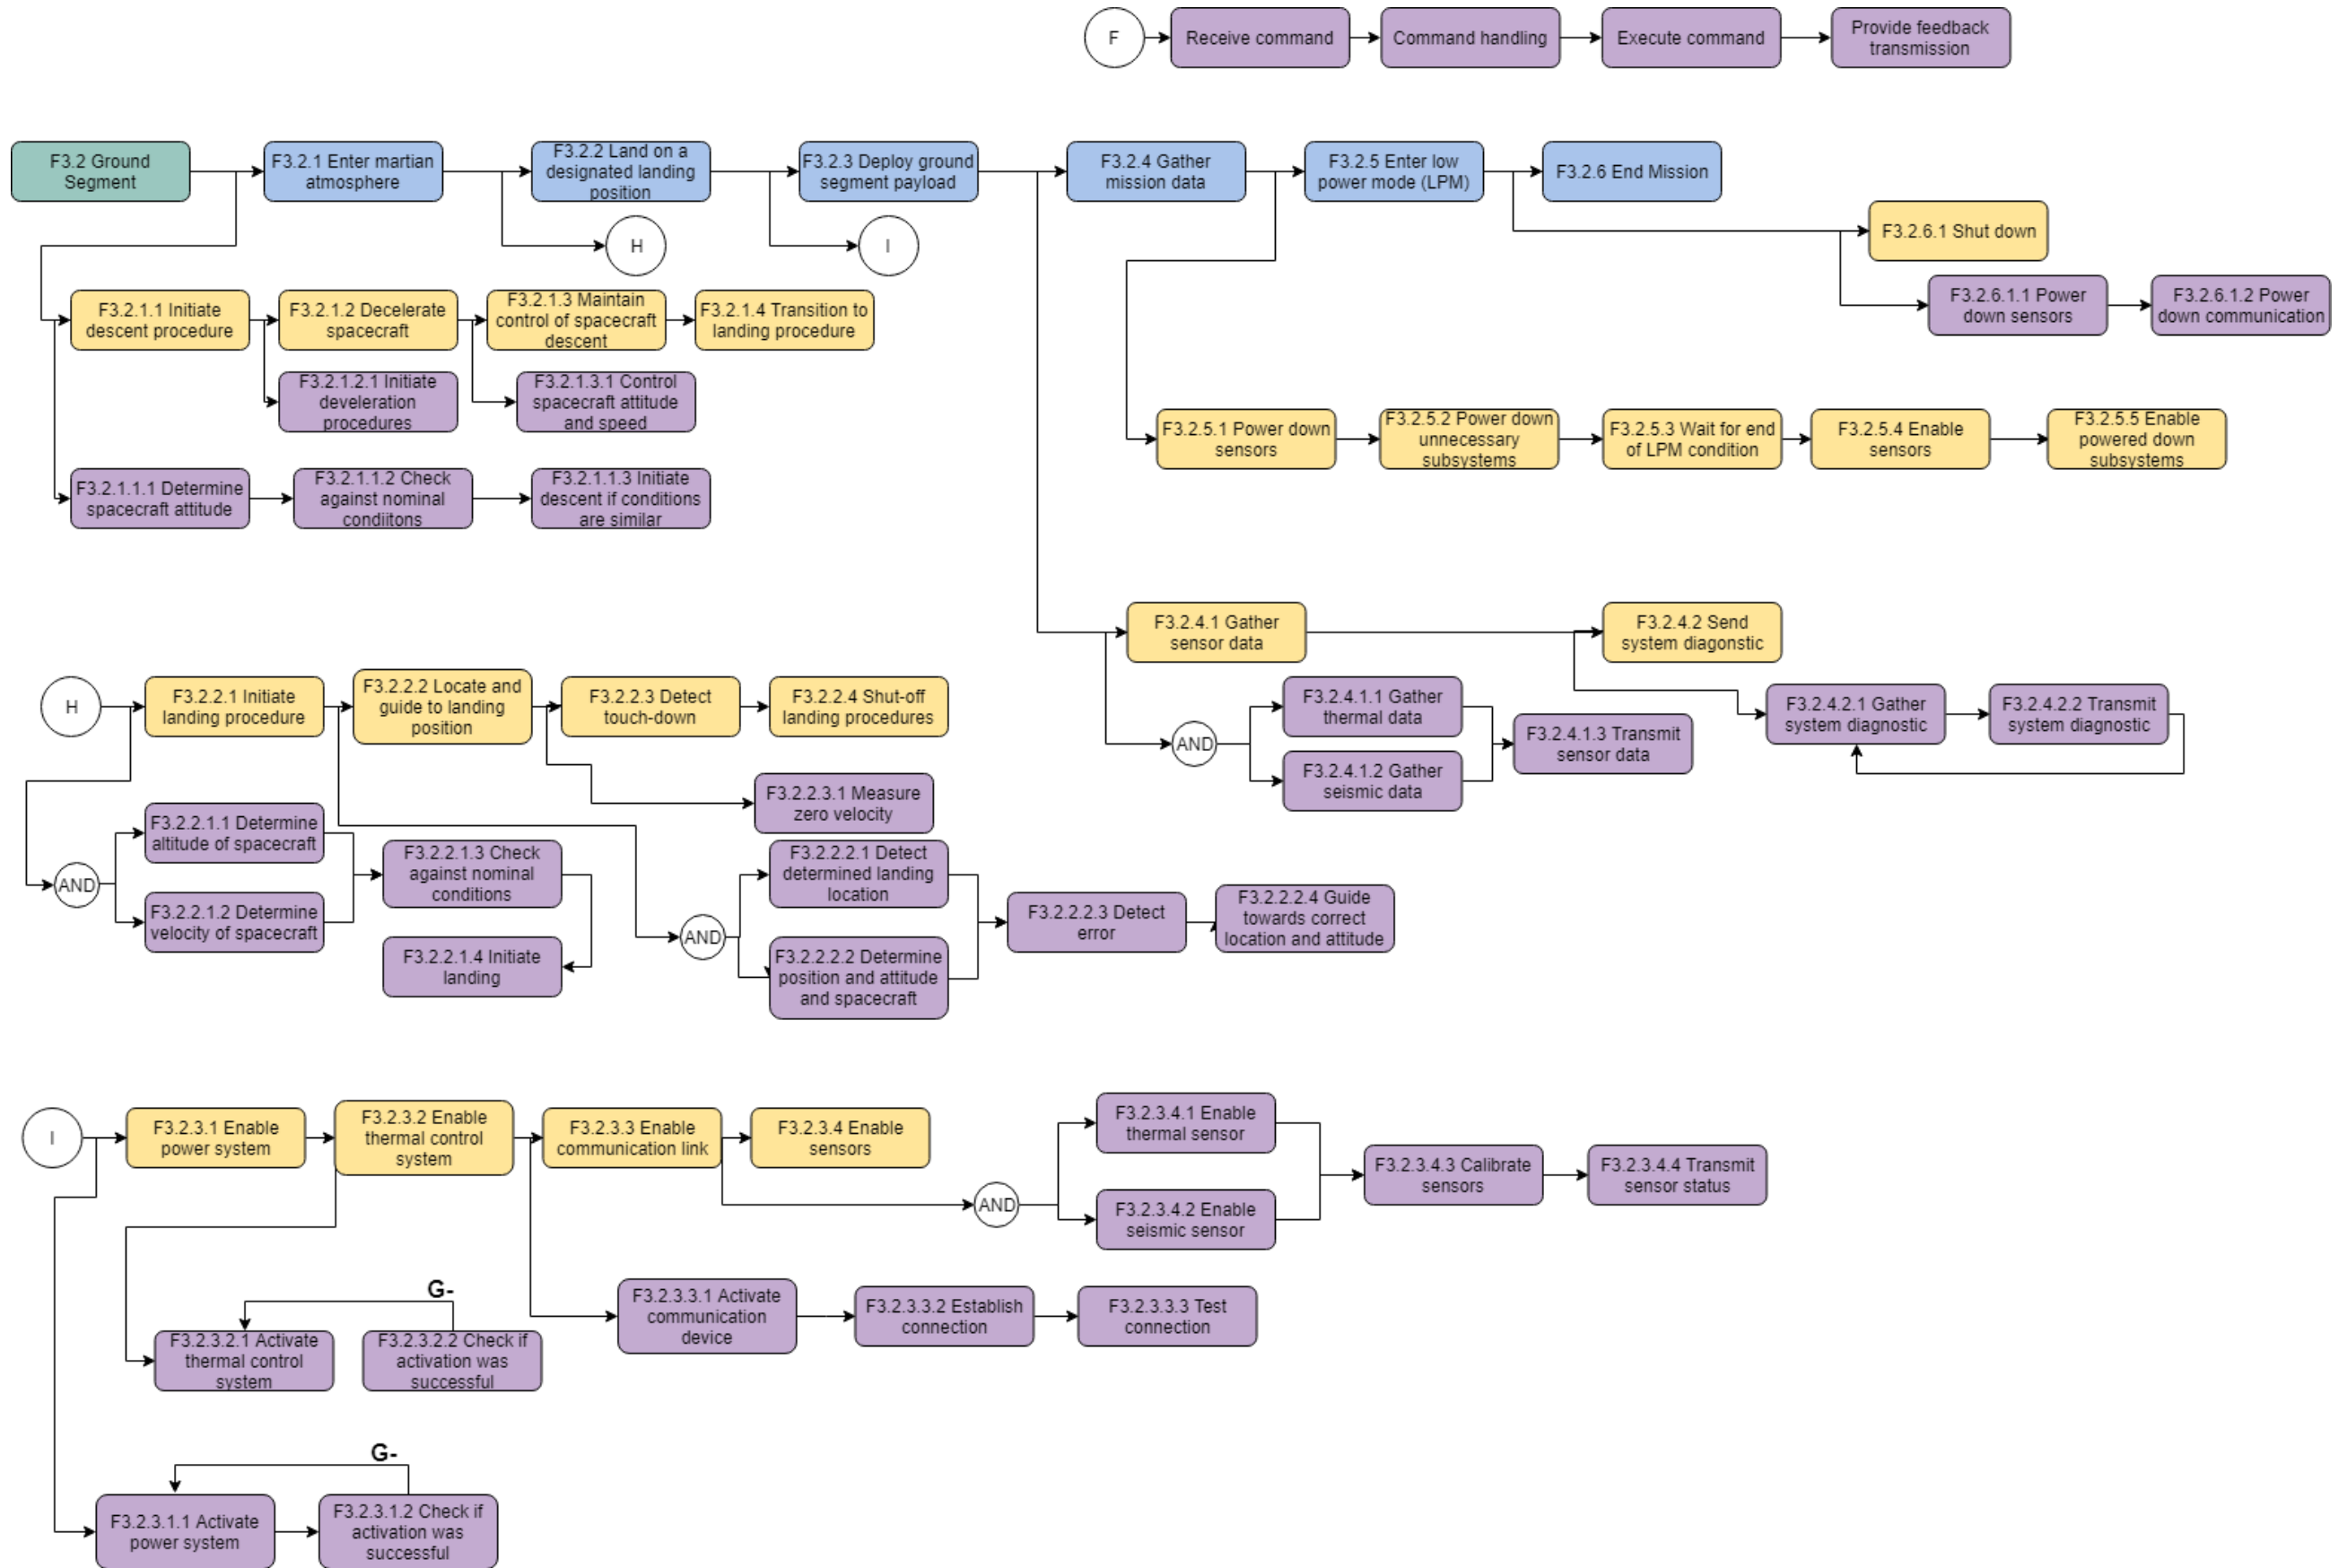 F
Receive command
Command handling
Execute command
Provide feedback
transmission
F3.2 Ground
Segment
F3.2.1 Enter martian
atmosphere
F3.2.2 Land on a
designated landing
position
F3.2.3 Deploy ground
segment payload
F3.2.4 Gather
mission data
F3.2.5 Enter low
power mode (LPM)
F3.2.6 End Mission
H
I
F3.2.6.1 Shut down
F3.2.6.1.1 Power
down sensors
F3.2.6.1.2 Power
down communication
F3.2.1.1 Initiate
descent procedure
F3.2.1.2 Decelerate
spacecraft
F3.2.1.3 Maintain
control of spacecraft
descent
F3.2.1.4 Transition to
landing procedure
F3.2.1.2.1 Initiate
develeration
procedures
F3.2.1.3.1 Control
spacecraft attitude
and speed
F3.2.5.1 Power down
sensors
F3.2.5.2 Power down
unnecessary
subsystems
F3.2.5.3 Wait for end
of LPM condition
F3.2.5.4 Enable
sensors
F3.2.5.5 Enable
powered down
subsystems
F3.2.1.1.1 Determine
spacecraft attitude
F3.2.1.1.2 Check
against nominal
condiitons
F3.2.1.1.3 Initiate
descent if conditions
are similar
F3.2.4.1 Gather
sensor data
F3.2.4.2 Send
system diagonstic
AND
F3.2.4.1.1 Gather
thermal data
F3.2.4.1.2 Gather
seismic data
F3.2.4.1.3 Transmit
sensor data
F3.2.4.2.1 Gather
system diagnostic
F3.2.4.2.2 Transmit
system diagnostic
H
F3.2.2.1 Initiate
landing procedure
F3.2.2.2 Locate and
guide to landing
position
F3.2.2.3 Detect
touch-down
F3.2.2.4 Shut-off
landing procedures
F3.2.2.3.1 Measure
zero velocity
AND
F3.2.2.1.1 Determine
altitude of spacecraft
F3.2.2.1.2 Determine
velocity of spacecraft
F3.2.2.1.3 Check
against nominal
conditions
F3.2.2.1.4 Initiate
landing
AND
F3.2.2.2.1 Detect
determined landing
location
F3.2.2.2.2 Determine
position and attitude
and spacecraft
F3.2.2.2.3 Detect
error
F3.2.2.2.4 Guide
towards correct
location and attitude
I
F3.2.3.1 Enable
power system
F3.2.3.2 Enable
thermal control
system
F3.2.3.3 Enable
communication link
F3.2.3.4 Enable
sensors
AND
F3.2.3.4.1 Enable
thermal sensor
F3.2.3.4.2 Enable
seismic sensor
F3.2.3.4.3 Calibrate
sensors
F3.2.3.4.4 Transmit
sensor status
G-
F3.2.3.2.1 Activate
thermal control
system
F3.2.3.2.2 Check if
activation was
successful
F3.2.3.3.1 Activate
communication
device
F3.2.3.3.2 Establish
connection
F3.2.3.3.3 Test
connection
G-
F3.2.3.1.1 Activate
power system
F3.2.3.1.2 Check if
activation was
successful